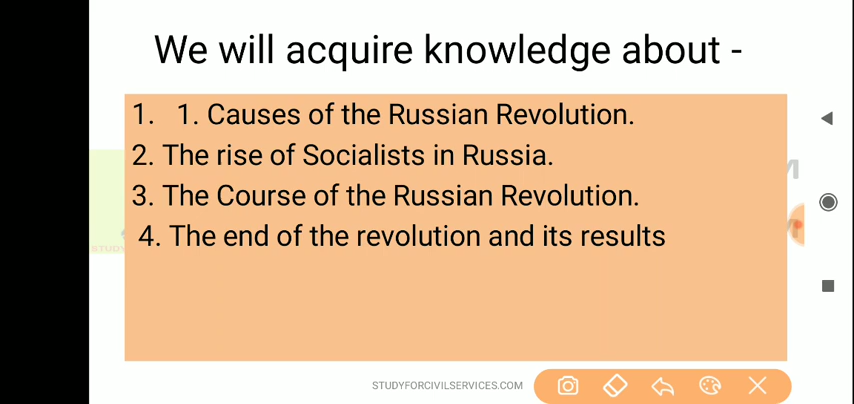 We will acquire knowledge about -
1. 1. Causes of the Russian Revolution.
2. The rise of Socialists in Russia.
3. The Course of the Russian Revolution.
4. The end of the revolution and its results
STUDY
STUDYFORCIVILSERVICES.COM